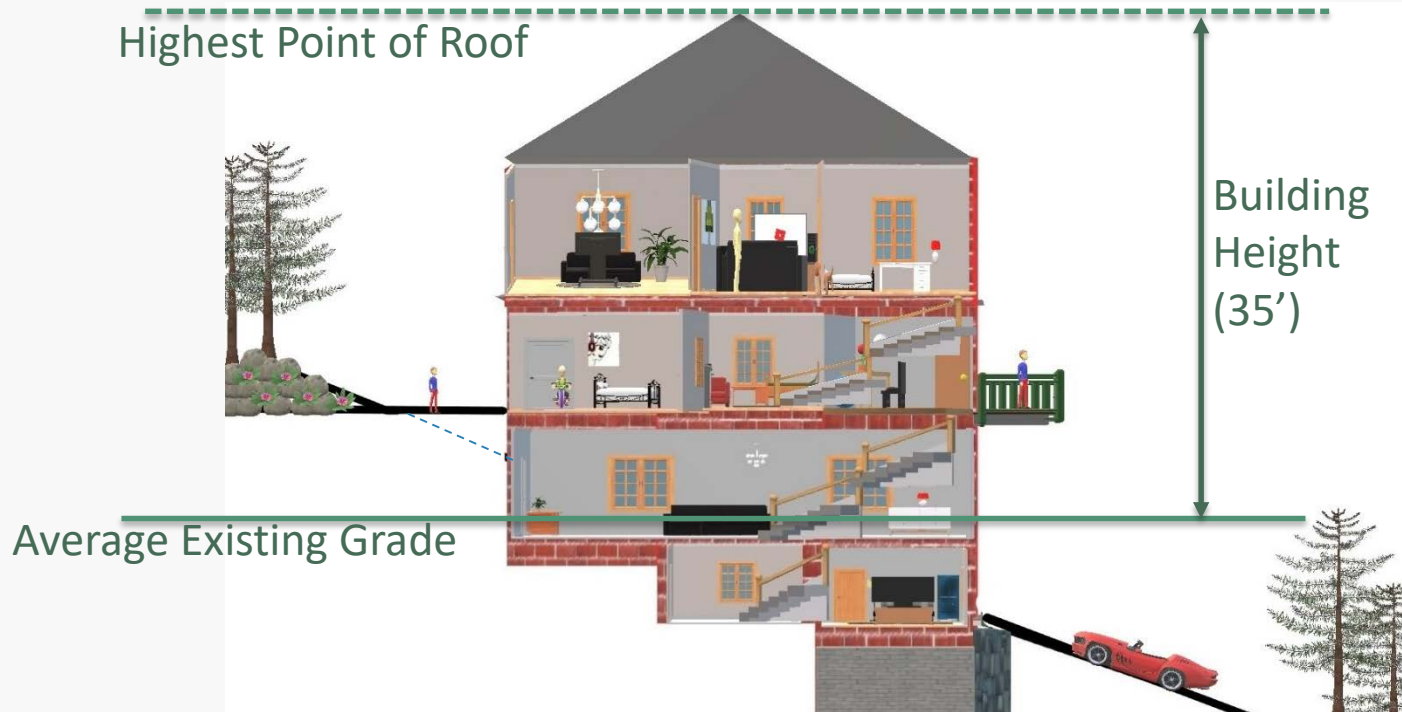 Highest Point of Roof
Building
Height
(35’)
Average Existing Grade